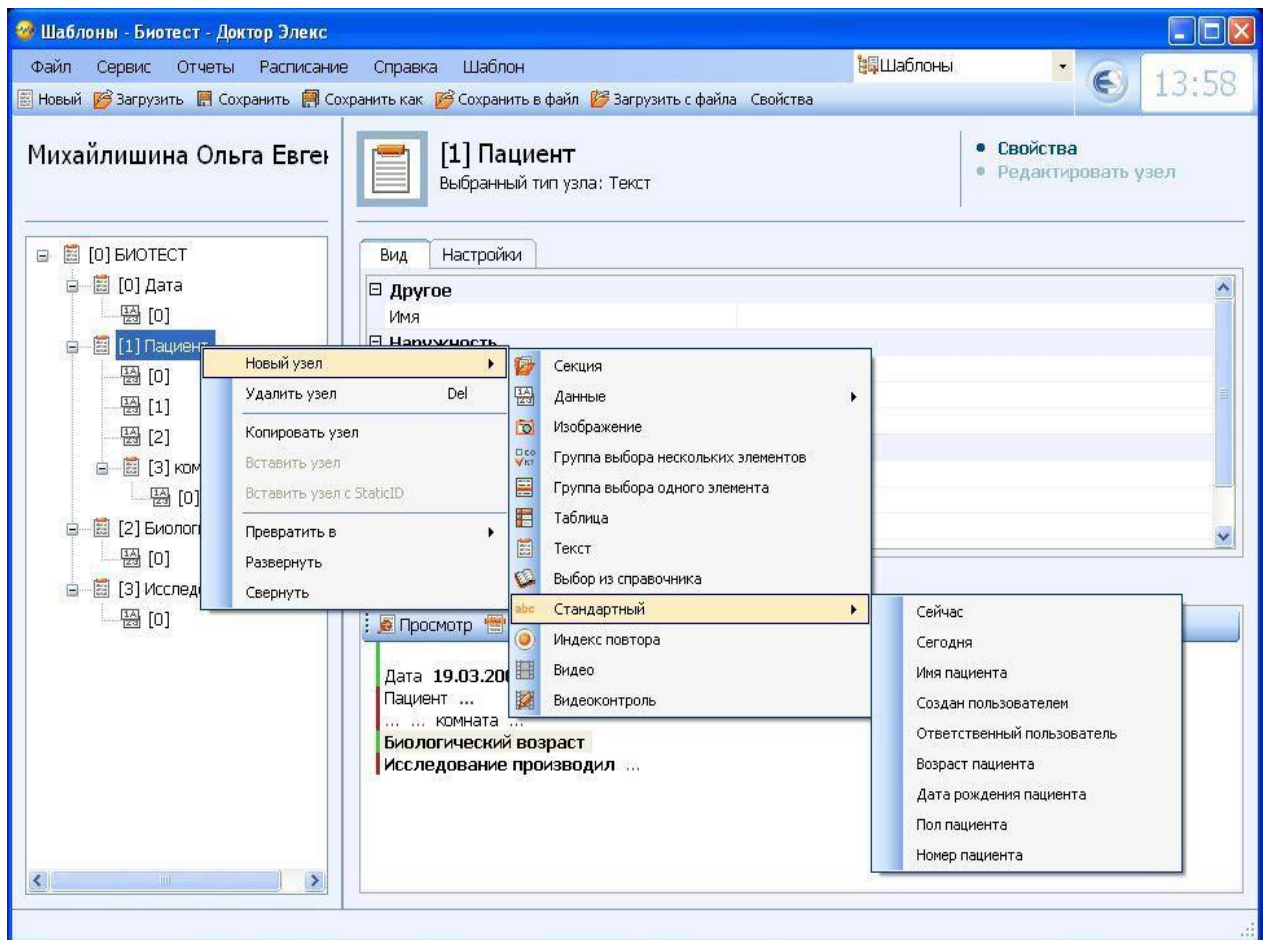 Шаблоны - Биотест - Доктор Элекс
Файл Сервис Отчеты Расписание Справка Шаблон
Шаблоны
13:58
Новый Загрузить Сохранить Сохранить как Сохранить в файл Загрузить с файла Свойства
Михайлишина Ольга Евген
[1] Пациент
Выбранный тип узла: Текст
Свойства
Редактировать узел
[0] БИОТЕСТ
[0] Дата
[0]
[1] Пациент
[0]
[1]
[2]
[3] ком
[0]
[2] Биологи
[0]
[3] Исследо
[0]
Вид Настройки
Другое
Имя
Наружность
Новый узел
Удалить узел Del
Копировать узел
Вставить узел
Вставить узел с StaticID
Превратить в
Развернуть
Свернуть
Секция
Данные
Изображение
Группа выбора нескольких элементов
Группа выбора одного элемента
Таблица
Текст
Выбор из справочника
abc Стандартный
Индекс повтора
Видео
Видеоконтроль
Сейчас
Сегодня
Имя пациента
Создан пользователем
Ответственный пользователь
Возраст пациента
Дата рождения пациента
Пол пациента
Номер пациента
Просмотр
Дата 19.03.20
Пациент ...
... ... комната ...
Биологический возраст
Исследование производил ...